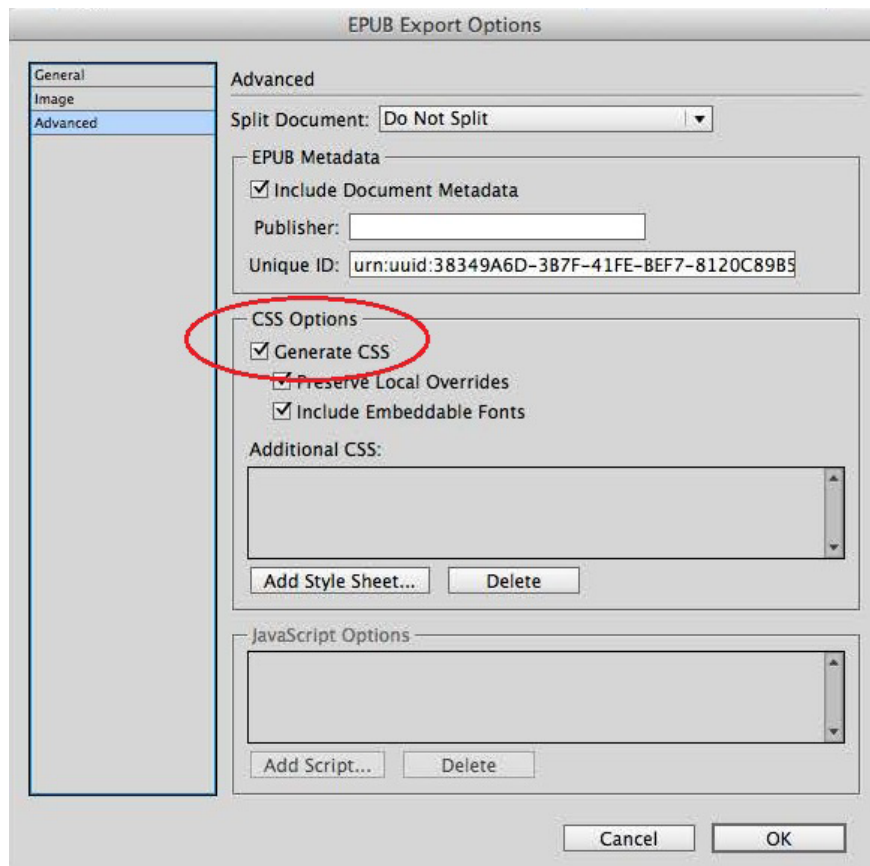 EPUB Export Options
General
Image
Advanced
Advanced
Split Document: Do Not Split
EPUB Metadata
Include Document Metadata
Publisher:
Unique ID: urn:uuid:38349A6D-3B7F-41FE-BEF7-8120C89B5
CSS Options
Generate CSS
Preserve Local Overrides
Include Embeddable Fonts
Additional CSS:
Add Style Sheet... Delete
JavaScript Options
Add Script... Delete
Cancel OK